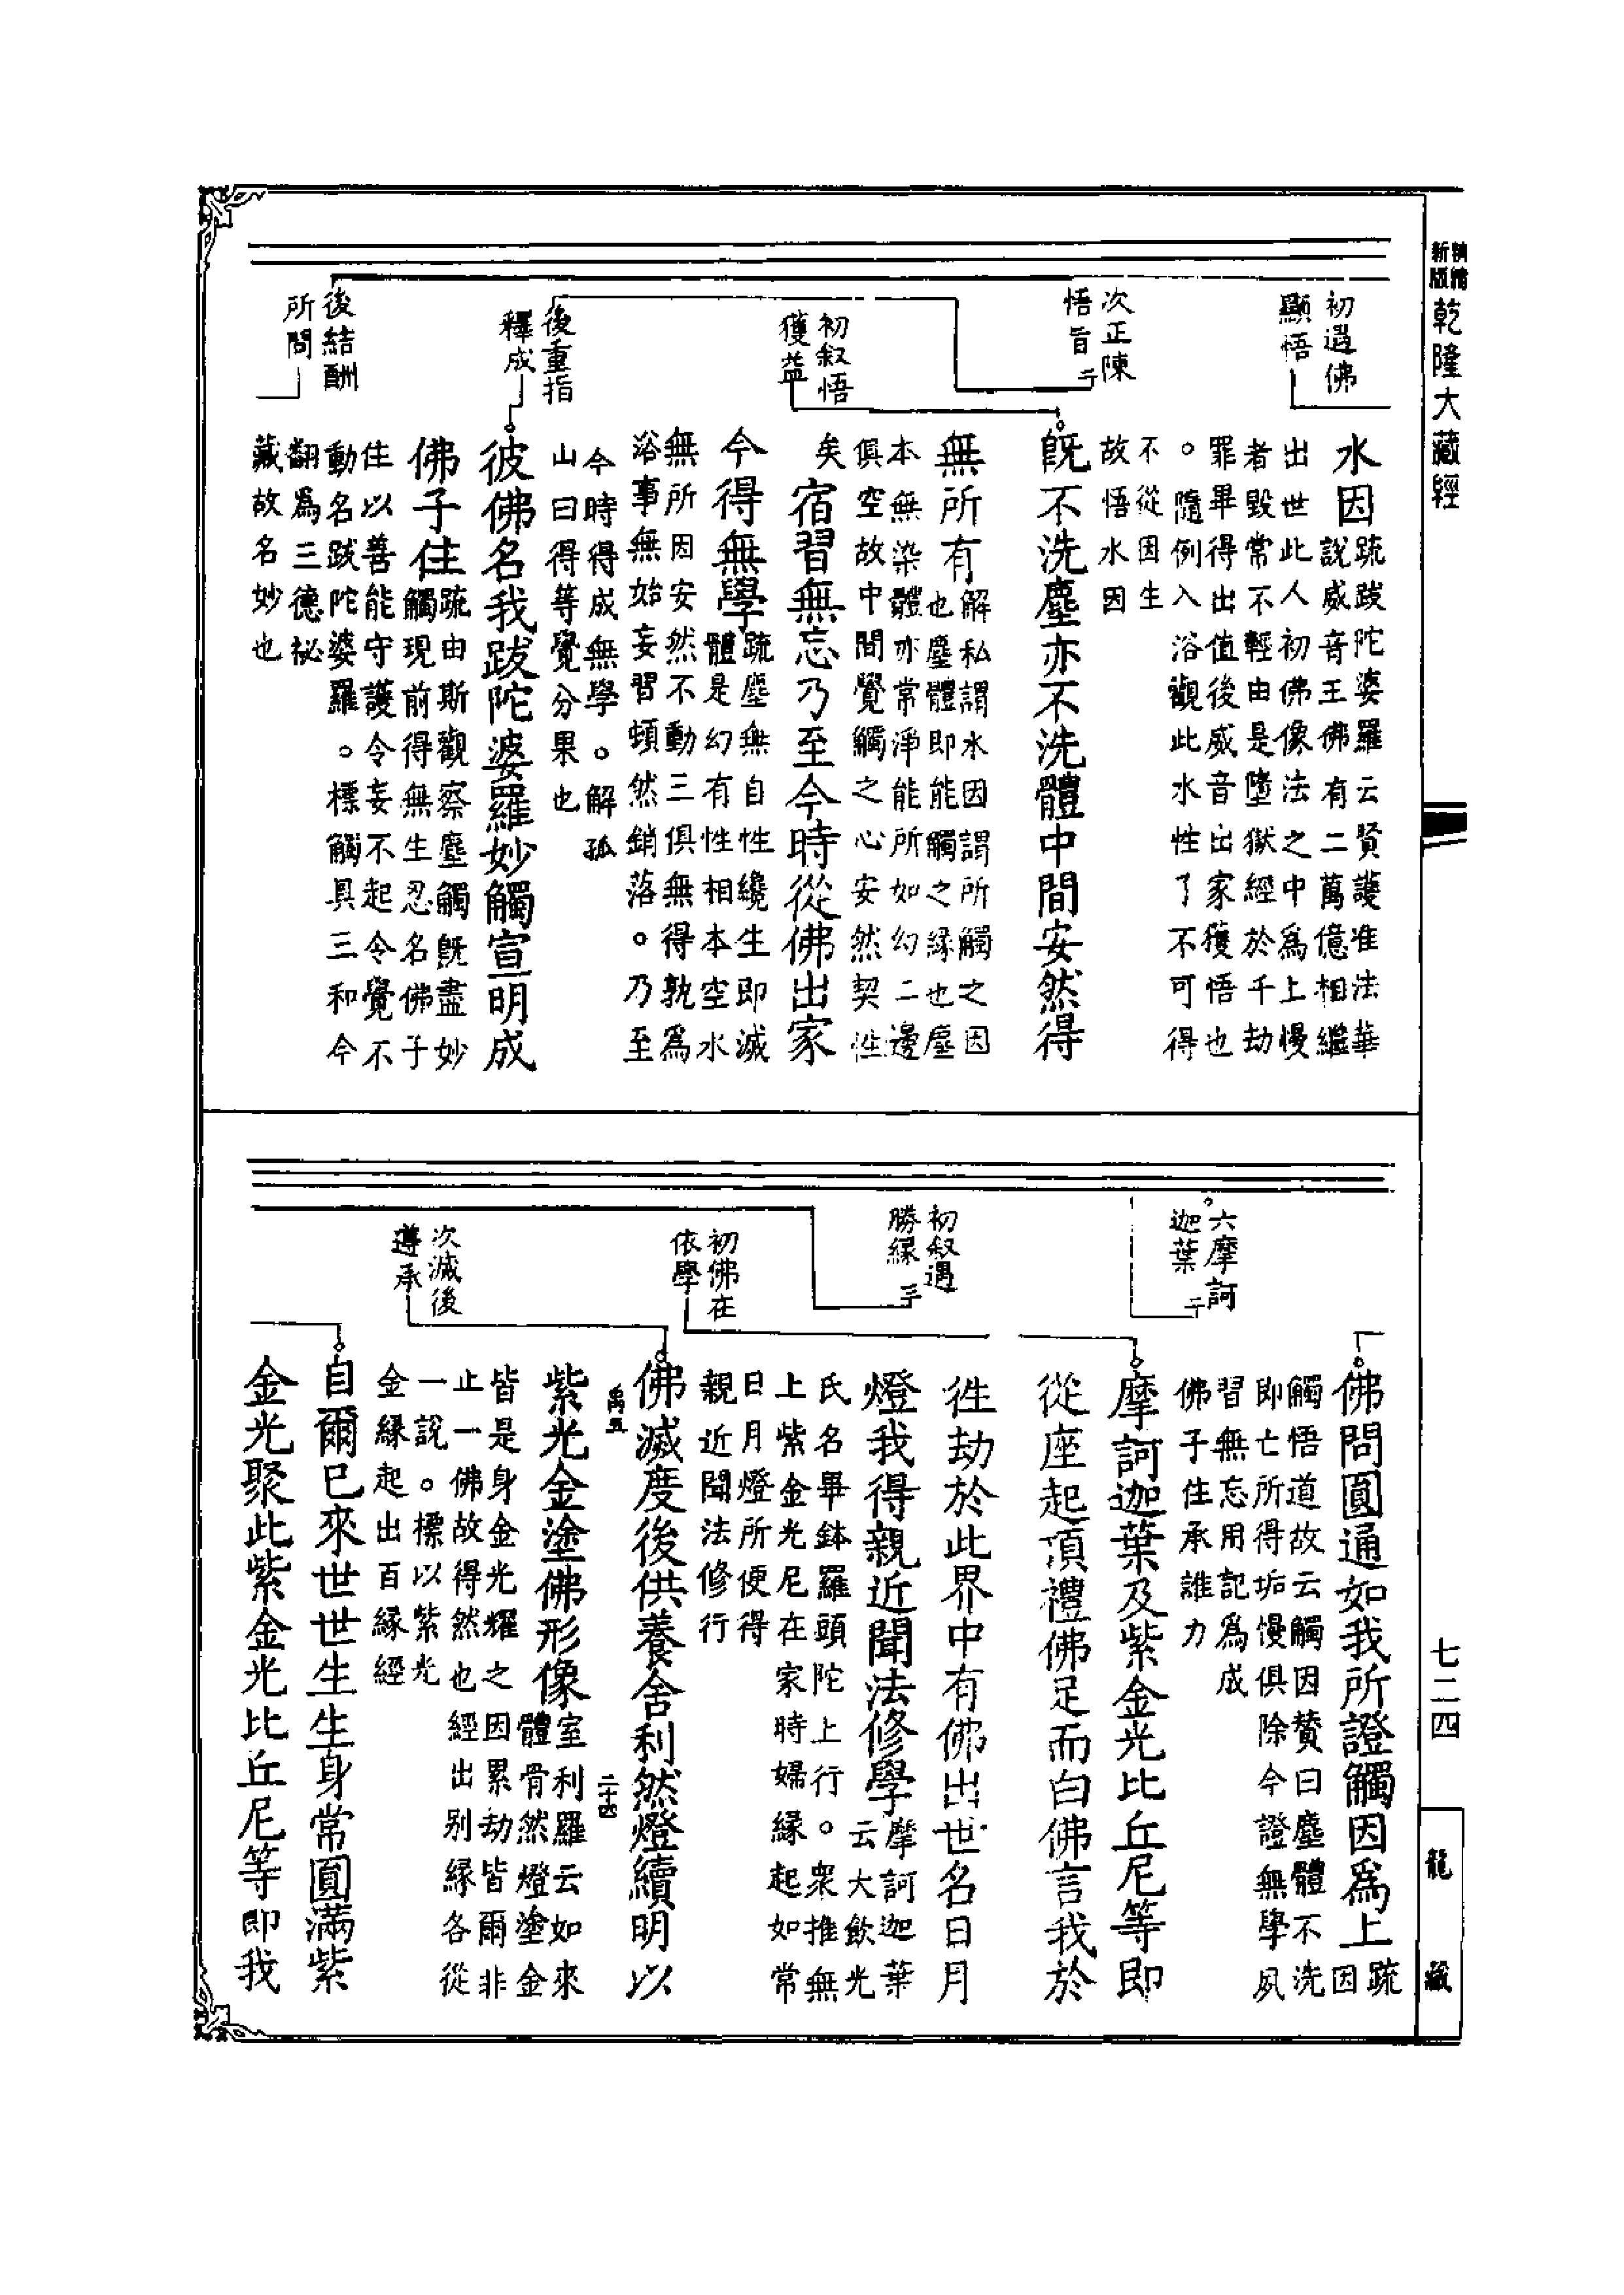 精縮
新版
乾隆大藏經
七二四
龍藏
初遇佛
顯悟
次正陳
悟旨二
初叙悟
獲益
後重指
釋成
後結酬
所問
水因疏跋陀婆羅云賢護准法華
說威音王佛有二萬億相繼
出世此人初佛像法之中爲上慢
者毀常不輕由是墮獄經於千劫
罪畢得出值後威音出家獲悟也
。隨例入浴觀此水性了不可得
不從因生
故悟水因
既不洗塵亦不洗體中間安然得
無所有解私謂水因謂所觸之因
也塵體即能觸之緣也塵
本無染體亦常淨能所如幻二邊
俱空故中間覺觸之心安然契性
矣宿習無忘乃至今時從佛出家
今得無學疏塵無自性纔生即滅
體是幻有性相本空水
無所因安然不動三俱無得孰爲
浴事無始妄習頓然銷落。乃至
今時得成無學。解孤
山曰得等覺分果也
彼佛名我跋陀婆羅妙觸宣明成
佛子住疏由斯觀察塵觸既盡妙
觸現前得無生忍名佛子
住以善能守護令妄不起令覺不
動名跋陀婆羅。標觸具三和今
翻爲三德祕
藏故名妙也
六摩訶
迦葉二
初叙遇
勝緣三
初佛在
依學
次滅後
遵承
佛問圓通如我所證觸因爲上疏
因
觸悟道故云觸因贊曰塵體不洗
即亡所得垢慢俱除今證無學夙
習無忘用記爲成
佛子住承誰力
摩訶迦葉及紫金光比丘尼等即
從座起頂禮佛足而白佛言我於
徃劫於此界中有佛出世名日月
燈我得親近聞法修學摩訶迦葉
云大飲光
氏名畢鉢羅頭陀上行。衆推無
上紫金光尼在家時婦緣起如常
日月燈所便得
親近聞法修行
佛滅度後供養舍利然燈續明以
禹五
二十四
紫光金塗佛形像室利羅云如來
體骨然燈塗金
皆是身金光耀之因累劫皆爾非
止一佛故得然也經出别緣各從
一說。標以紫光
金緣起出百緣經
自爾已來世世生生身常圓滿紫
金光聚此紫金光比丘尼等即我